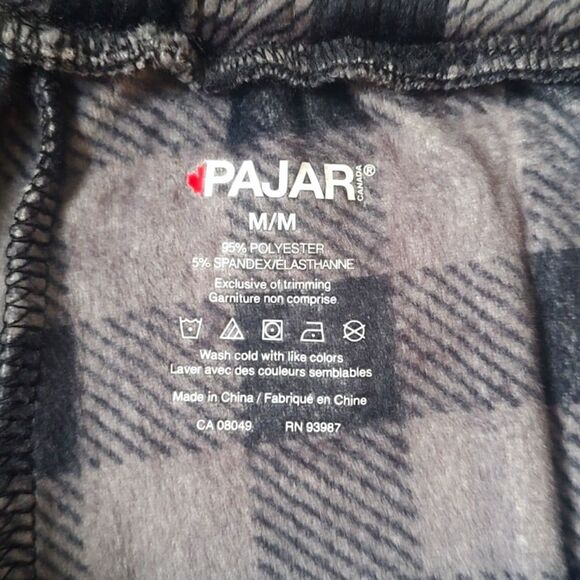 PAJAR® CANADA
M/M
95% POLYESTER
5% SPANDEX/ELASTHANNE
Exclusive of trimming
Garniture non comprise
Wash cold with like colors
Laver avec des couleurs semblables
Made in China / Fabriqué en Chine
CA 08049 RN 93987